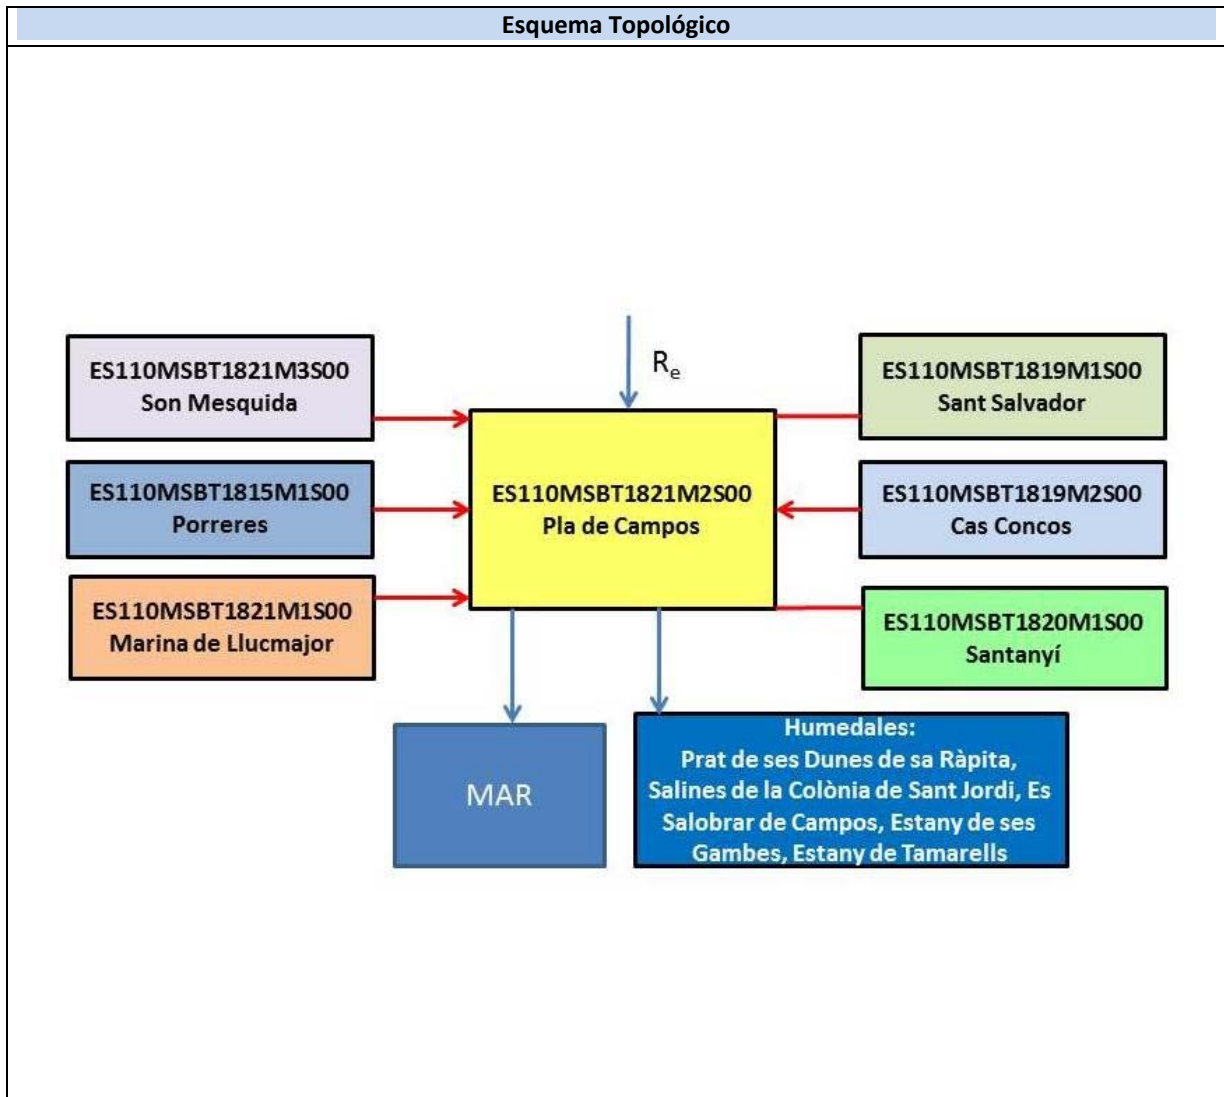 Esquema Topológico
R_e
ES110MSBT1821M3S00
Son Mesquida
ES110MSBT1815M1S00
Porreres
ES110MSBT1821M1S00
Marina de Llucmajor
ES110MSBT1821M2S00
Pla de Campos
ES110MSBT1819M1S00
Sant Salvador
ES110MSBT1819M2S00
Cas Concos
ES110MSBT1820M1S00
Santanyí
MAR
Humedales:
Prat de ses Dunes de sa Ràpita,
Salines de la Colònia de Sant Jordi, Es
Salobrar de Campos, Estany de ses
Gambes, Estany de Tamarells